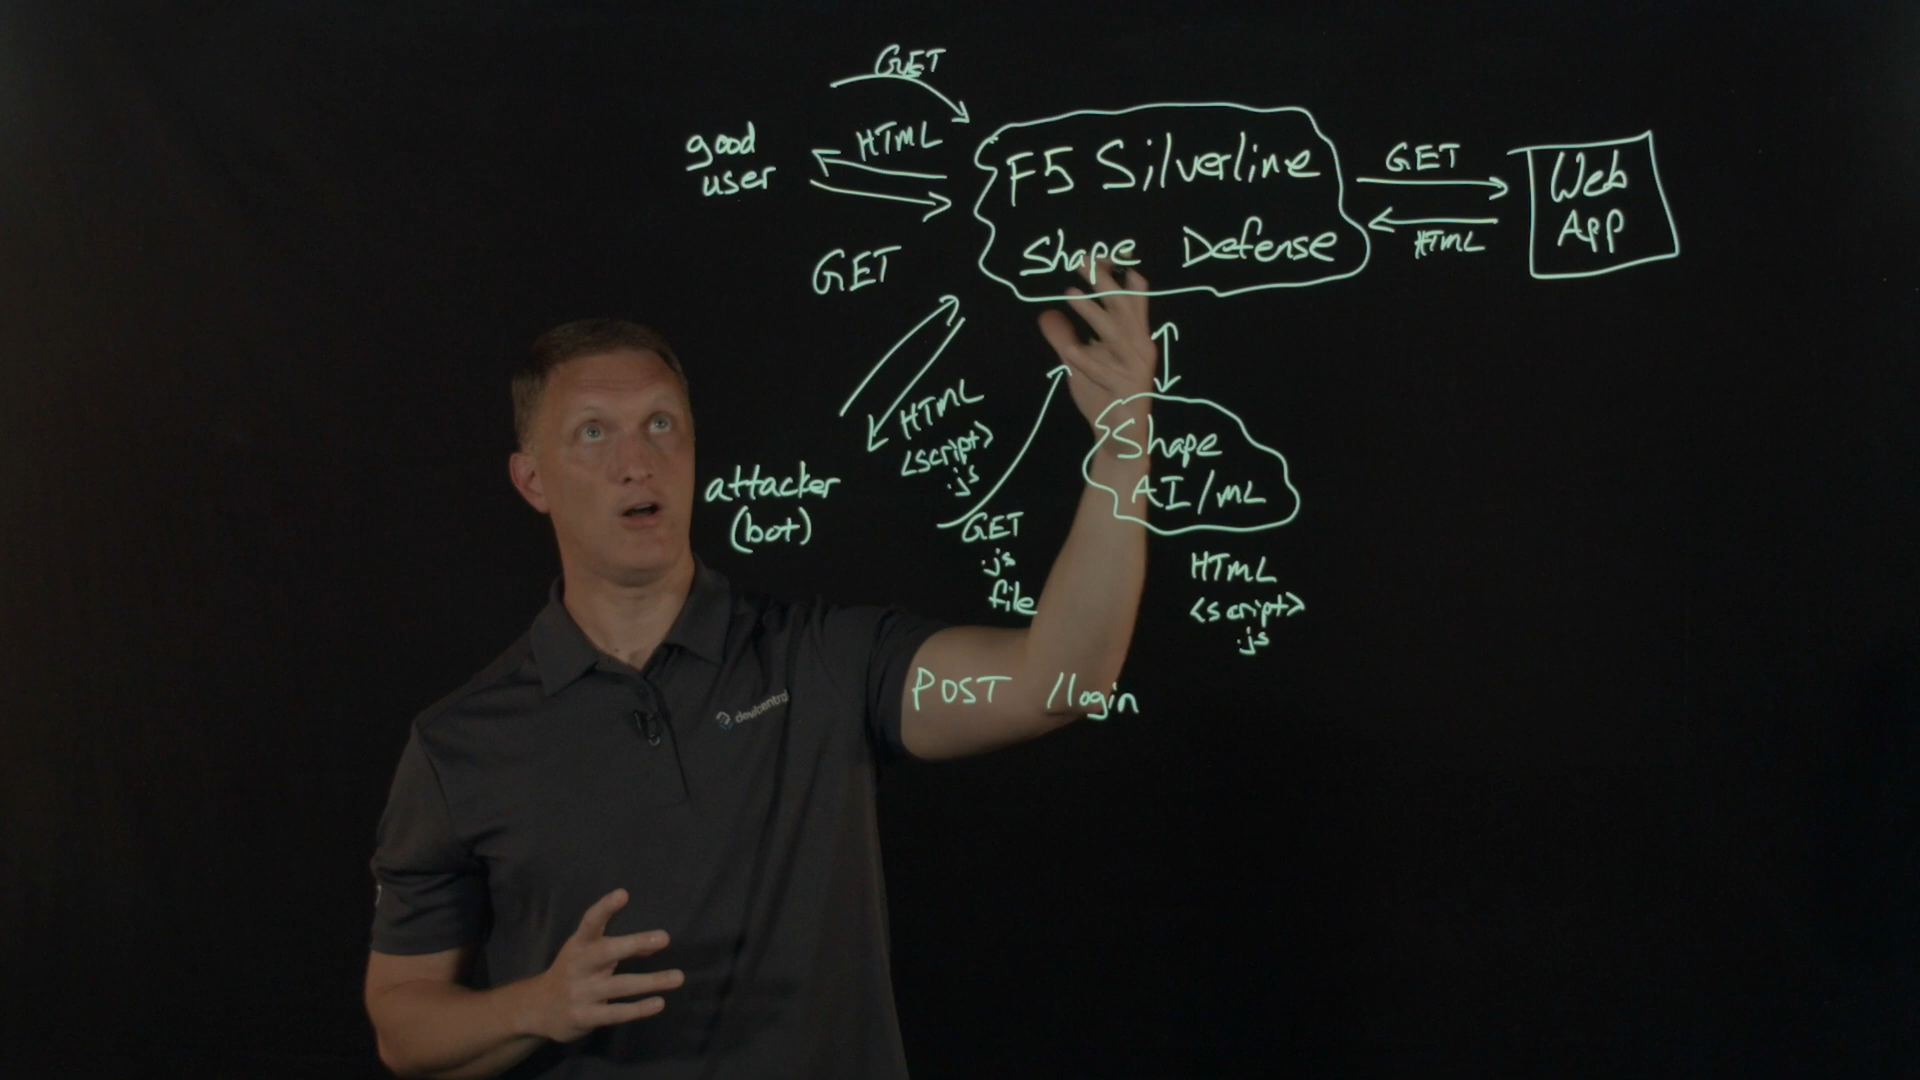 GET
good
user
HTML
GET
F5 Silverline
Shape Defense
GET
HTML
Web
App
attacker
(bot)
HTML
<script>
.js
GET
.js
file
Shape
AI/ML
HTML
<script>
.js
POST /login
devcentral